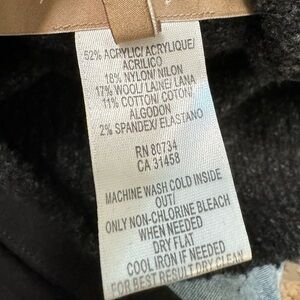 52% ACRYLIC/ACRYLIQUE/
ACRILICO
18% NYLON/NILON
17% WOOL/LAINE/LANA
11% COTTON/COTON/
ALGODON
2% SPANDEX/ELASTANO
RN 80734
CA 31458
MACHINE WASH COLD INSIDE
OUT/
ONLY NON-CHLORINE BLEACH
WHEN NEEDED
DRY FLAT
COOL IRON IF NEEDED
FOR BEST RESULT DRY CLEAN